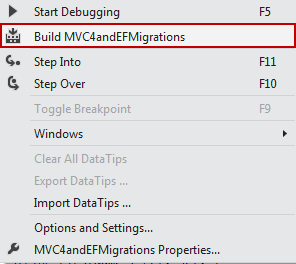 Start Debugging F5
Build MVC4andEFMigrations
Step Into F11
Step Over F10
Toggle Breakpoint F9
Windows
Clear All DataTips
Export DataTips ...
Import DataTips ...
Options and Settings...
MVC4andEFMigrations Properties...